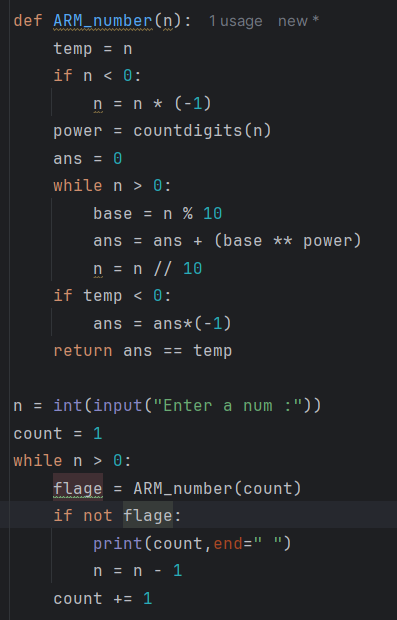 def ARM_number(n): 1 usage new *
    temp = n
    if n < 0:
        n = n * (-1)
    power = countdigits(n)
    ans = 0
    while n > 0:
        base = n % 10
        ans = ans + (base ** power)
        n = n // 10
    if temp < 0:
        ans = ans*(-1)
    return ans == temp

n = int(input("Enter a num :"))
count = 1
while n > 0:
    flage = ARM_number(count)
    if not flage:
        print(count,end=" ")
        n = n - 1
    count += 1